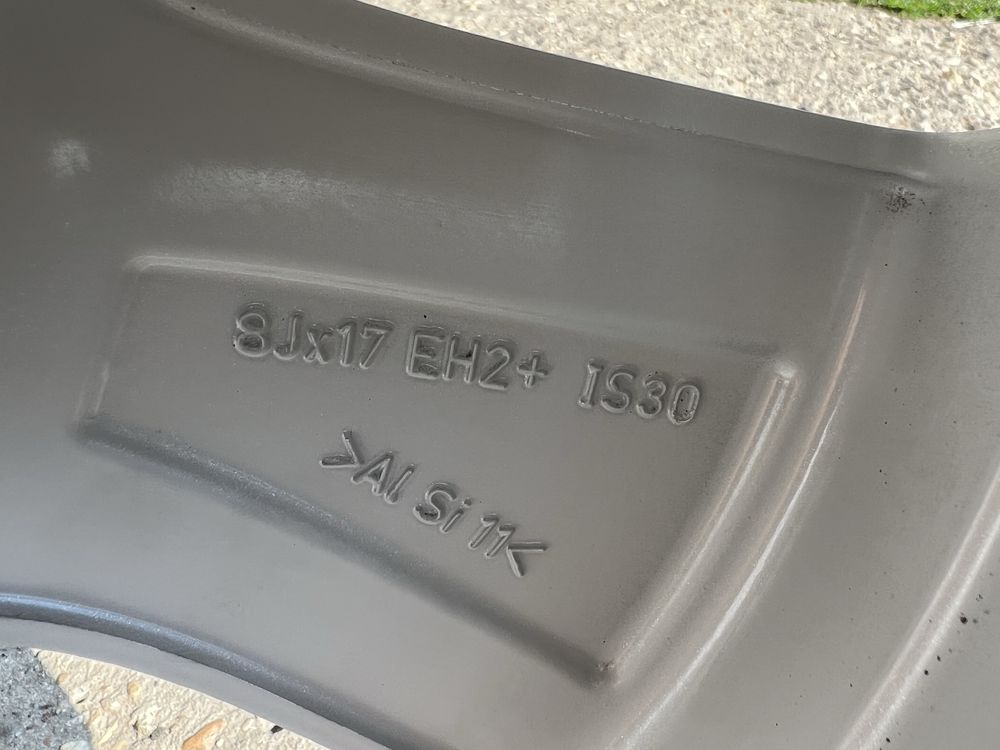 8Jx17 EH2+ IS30
>Al Si 11<